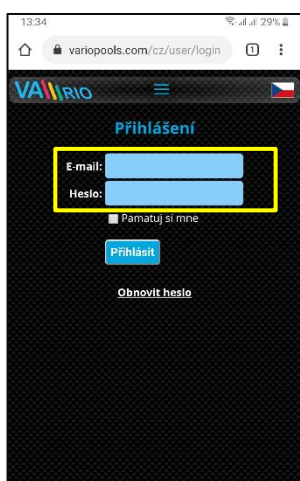 13:34 29%
variopools.com/cz/user/login 1
VARIO
Přihlášení
E-mail:
Heslo:
Pamatuj si mne
Přihlásit
Obnovit heslo